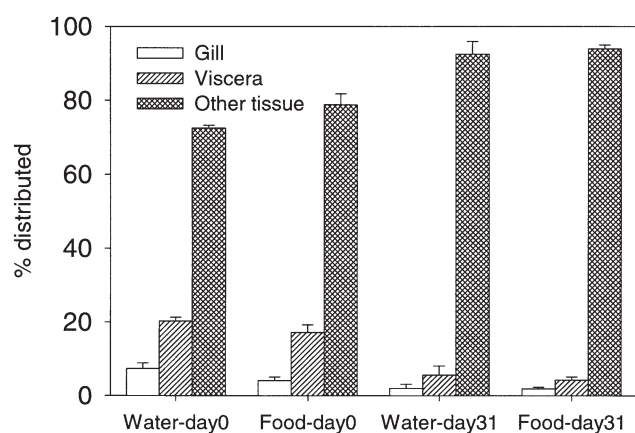 100
80
60
40
20
0
% distributed
Gill
Viscera
Other tissue
Water-day0 Food-day0 Water-day31 Food-day31